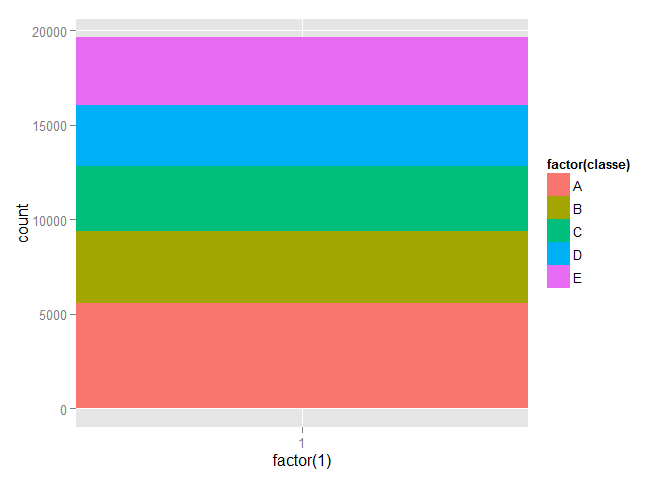 20000
15000
10000
5000
0
count
1
factor(1)
factor(classe)
A
B
C
D
E